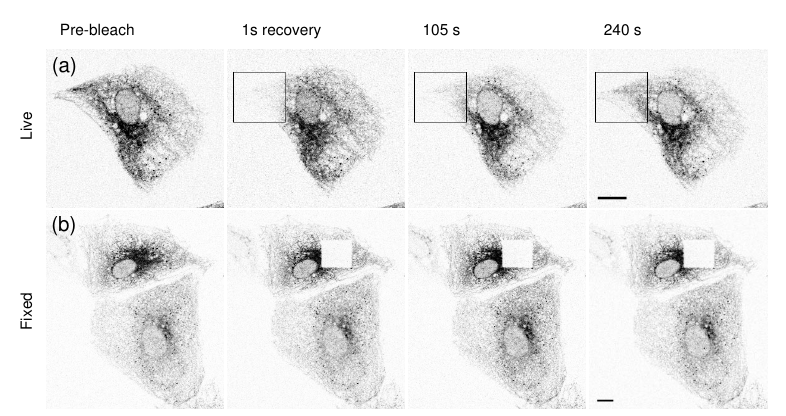 Pre-bleach 1s recovery 105 s 240 s
(a)
Live
(b)
Fixed